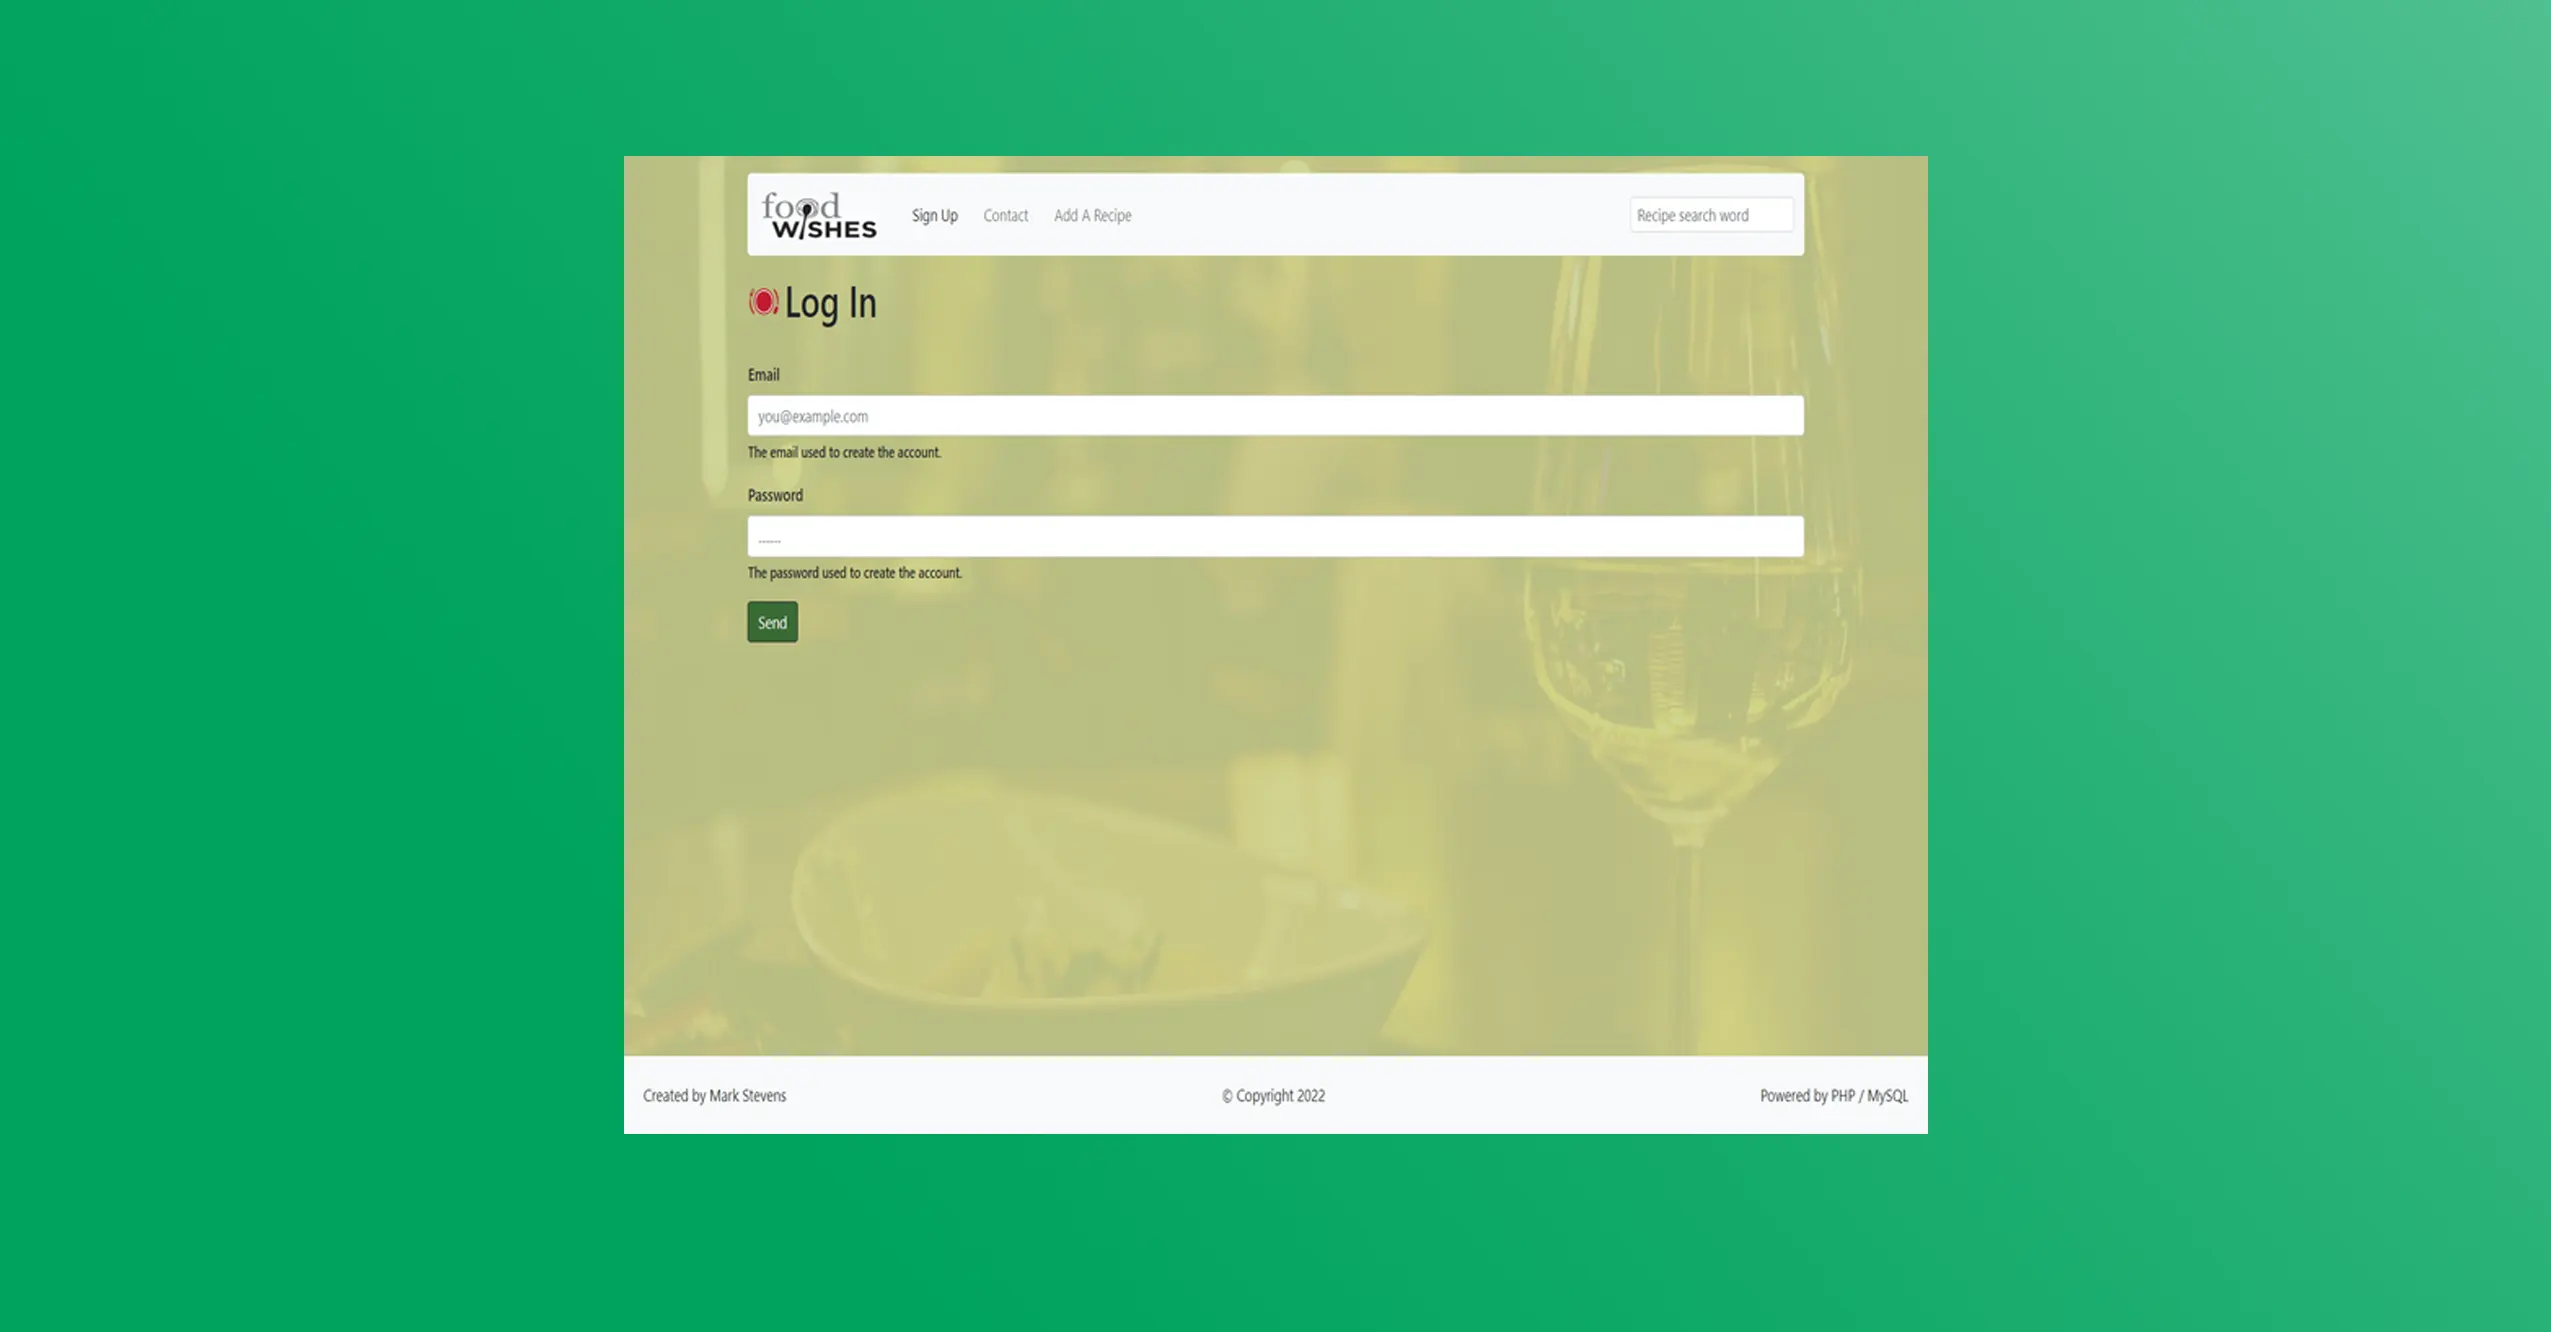 food
WISHES
Sign Up
Contact
Add A Recipe
Recipe search word
Log In
Email
you@example.com
The email used to create the account.
Password
------
The password used to create the account.
Send
Created by Mark Stevens
© Copyright 2022
Powered by PHP / MySQL